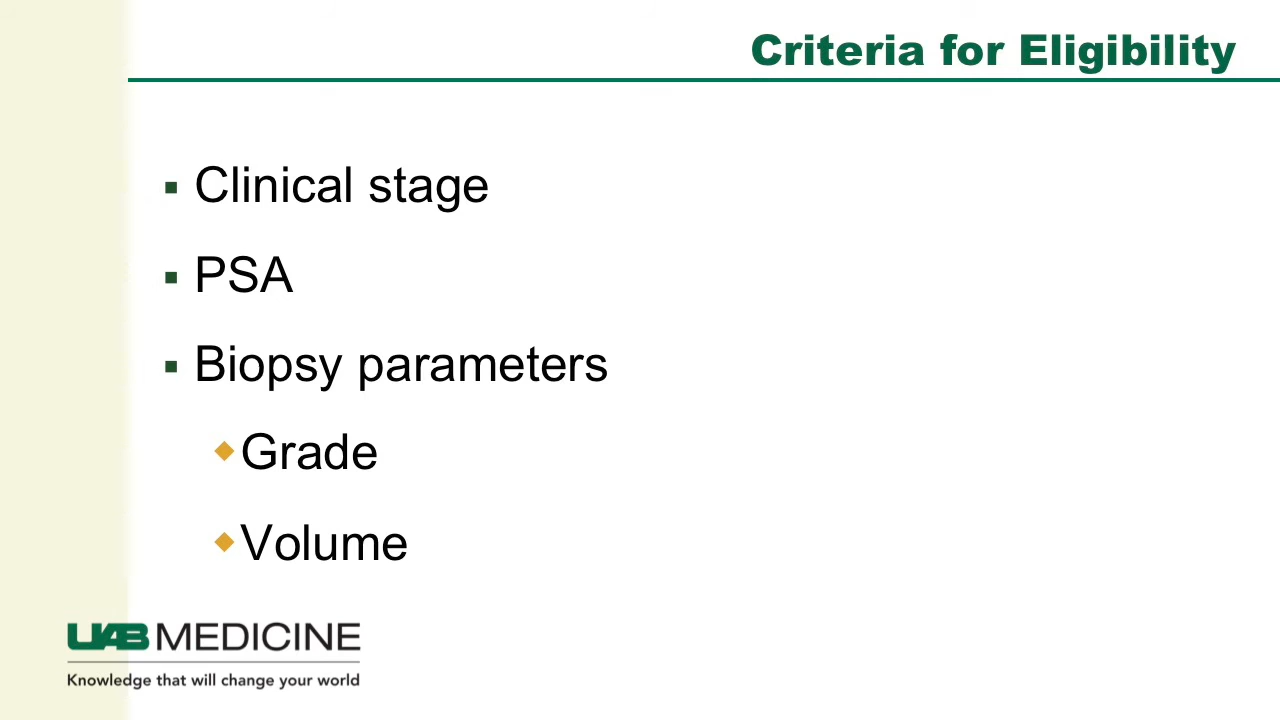 Criteria for Eligibility
▪ Clinical stage
▪ PSA
▪ Biopsy parameters
◆Grade
◆Volume
UAB MEDICINE
Knowledge that will change your world